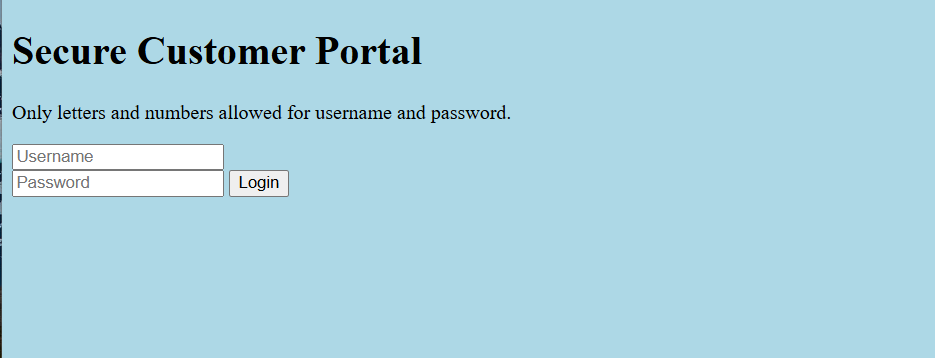 Secure Customer Portal
Only letters and numbers allowed for username and password.
Username
Password Login